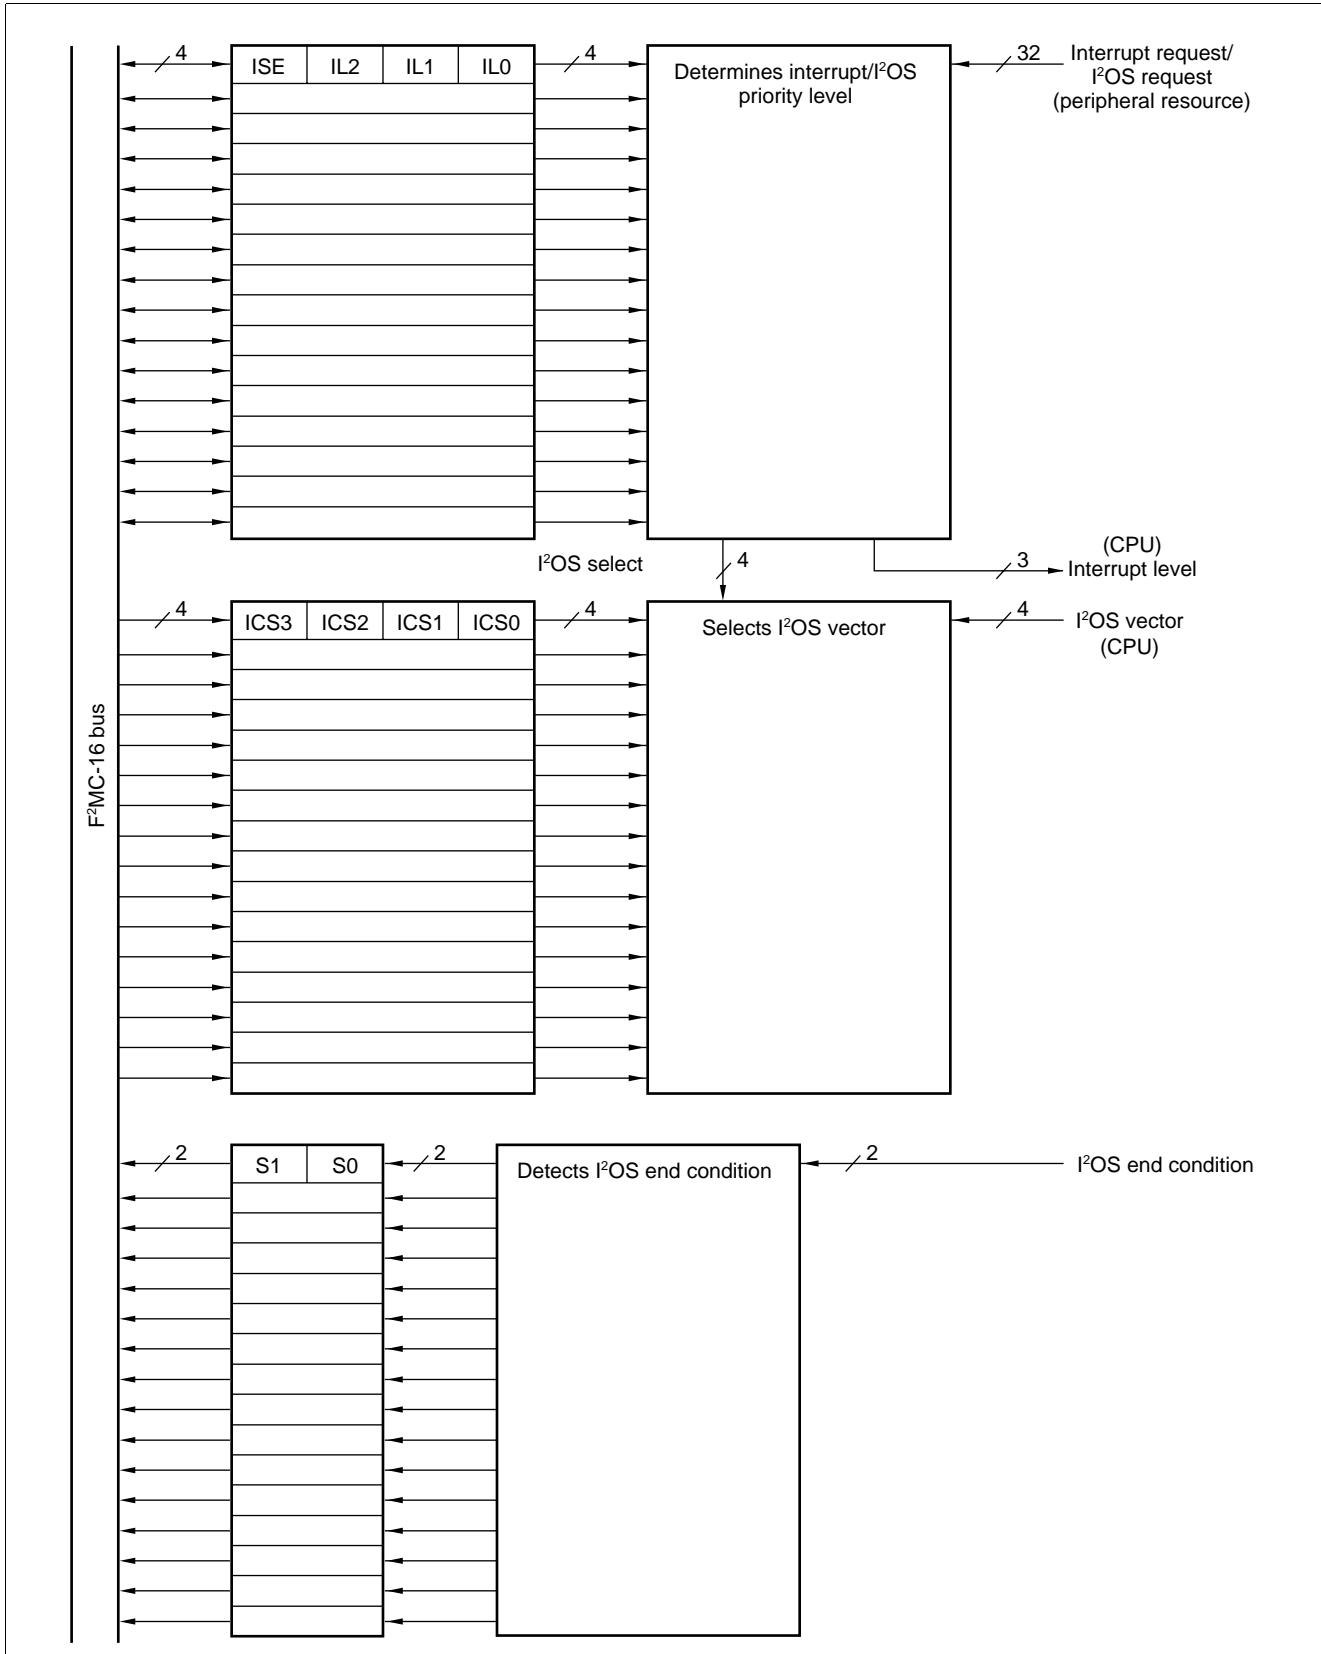 4
ISE IL2 IL1 IL0
4
Determines interrupt/I²OS
priority level
32
Interrupt request/
I²OS request
(peripheral resource)
I²OS select
4
3
(CPU)
Interrupt level
4
ICS3 ICS2 ICS1 ICS0
4
Selects I²OS vector
4
I²OS vector
(CPU)
F²MC-16 bus
2
S1 S0
2
Detects I²OS end condition
2
I²OS end condition